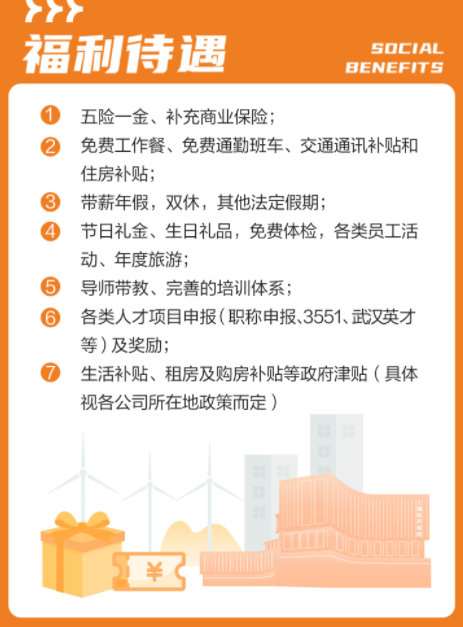 福利待遇
SOCIAL
BENEFITS
1 五险一金、补充商业保险;
2 免费工作餐、免费通勤班车、交通通讯补贴和
住房补贴;
3 带薪年假，双休，其他法定假期;
4 节日礼金、生日礼品，免费体检，各类员工活
动、年度旅游;
5 导师带教、完善的培训体系;
6 各类人才项目申报(职称申报、3551、武汉英才
等)及奖励;
7 生活补贴、租房及购房补贴等政府津贴(具体
视各公司所在地政策而定)
¥